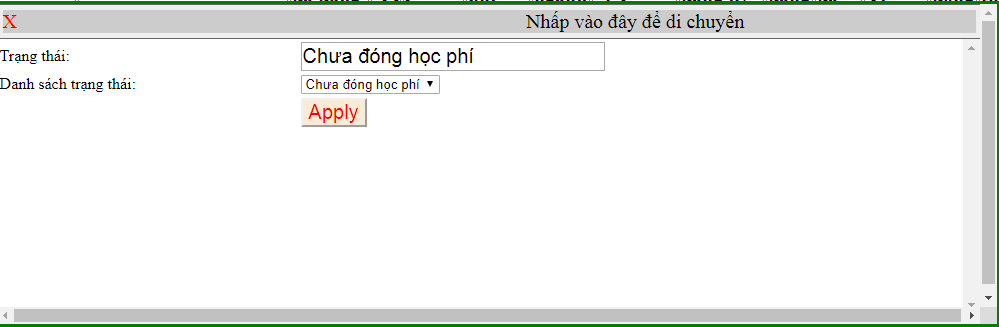 X Nhấp vào đây để di chuyển
Trạng thái: Chưa đóng học phí
Danh sách trạng thái: Chưa đóng học phí
Apply